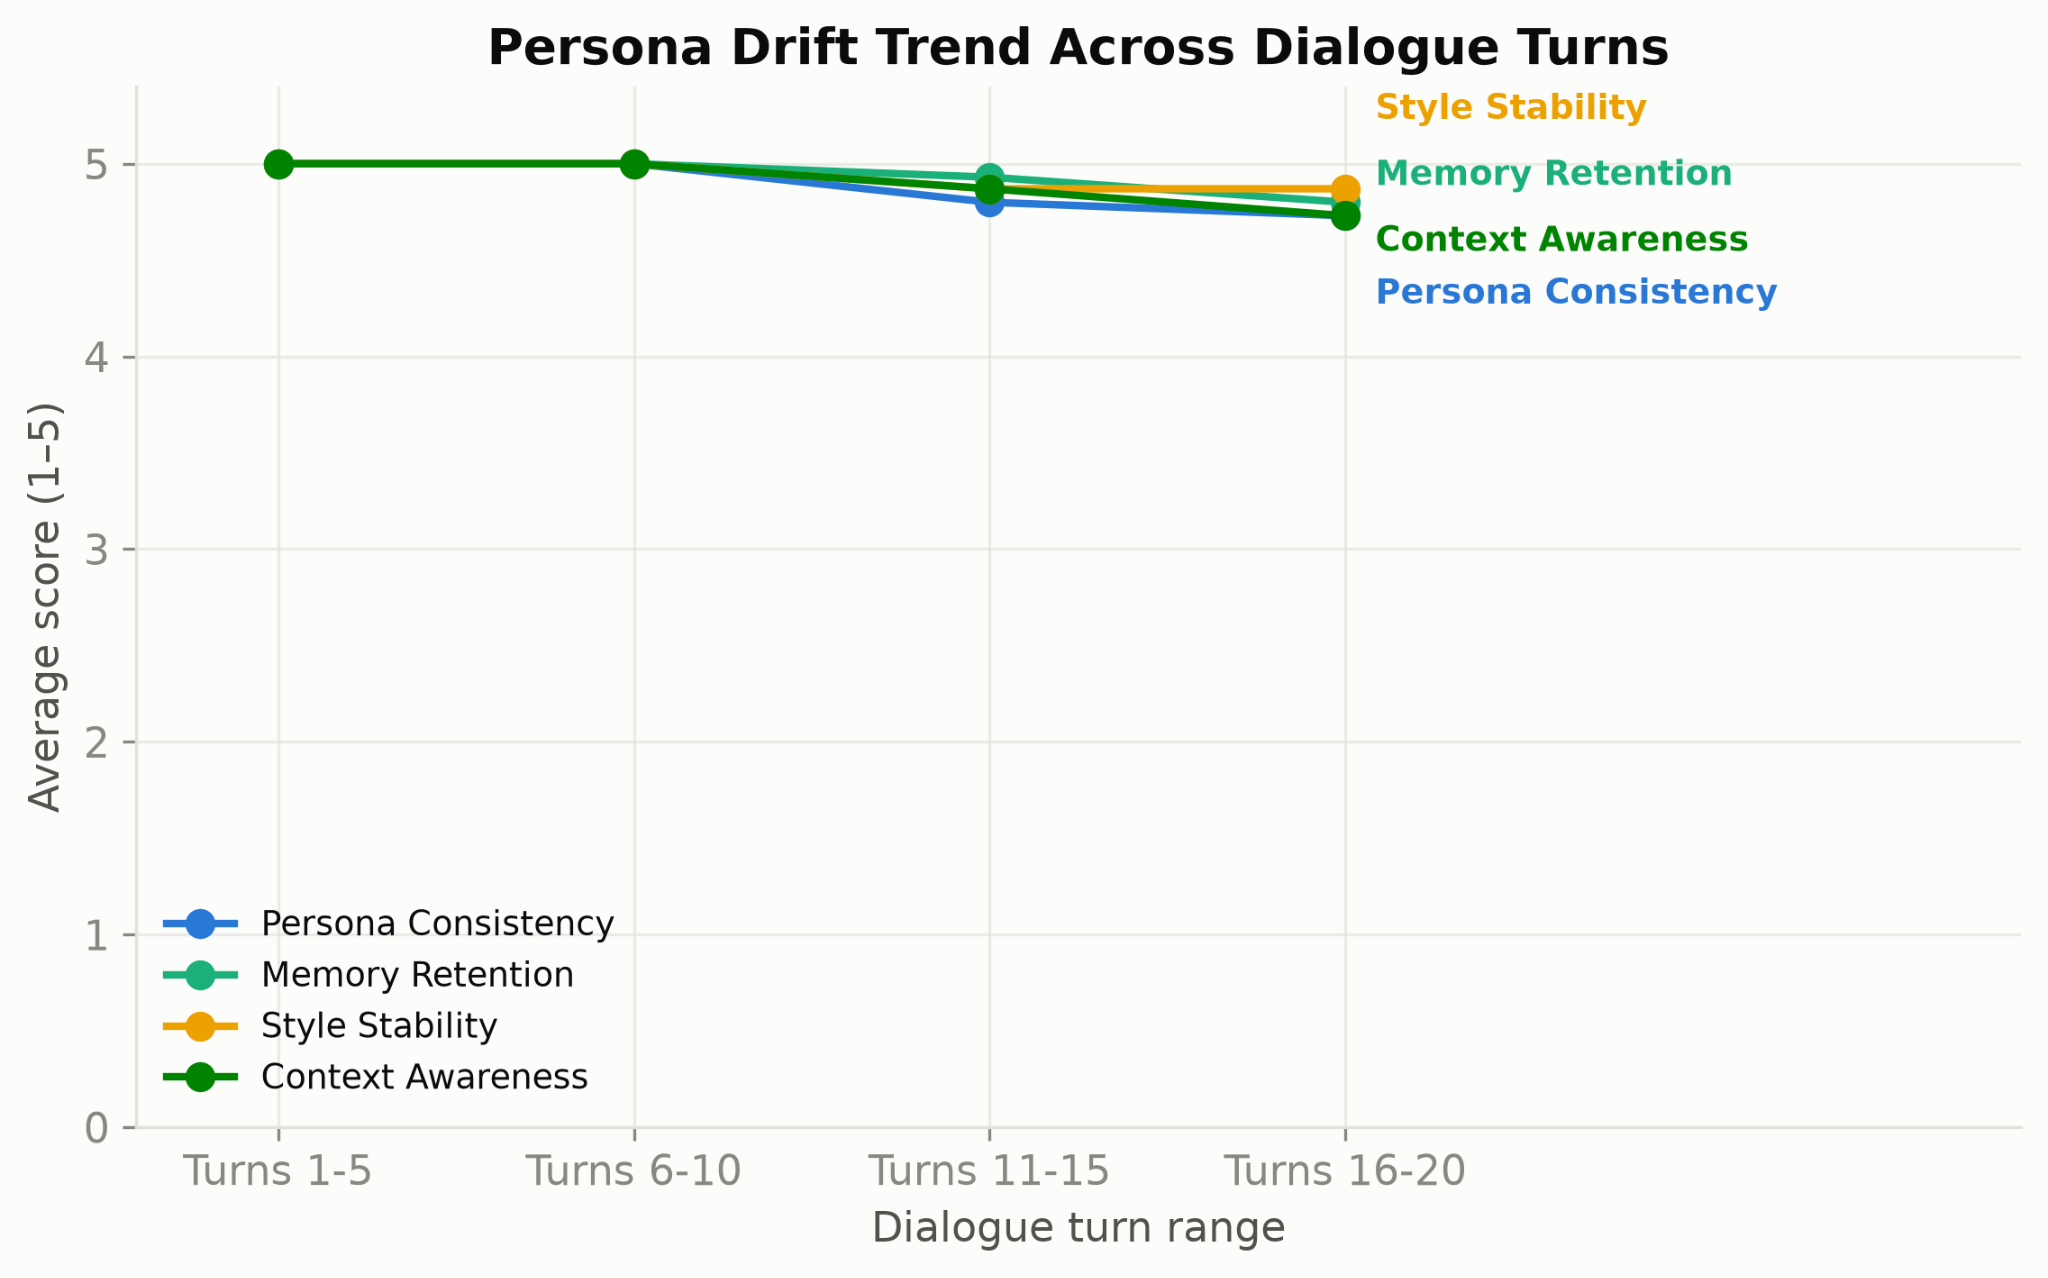 Persona Drift Trend Across Dialogue Turns
Style Stability
Memory Retention
Context Awareness
Persona Consistency
Average score (1–5)
5
4
3
2
1
0
Persona Consistency
Memory Retention
Style Stability
Context Awareness
Turns 1-5 Turns 6-10 Turns 11-15 Turns 16-20
Dialogue turn range